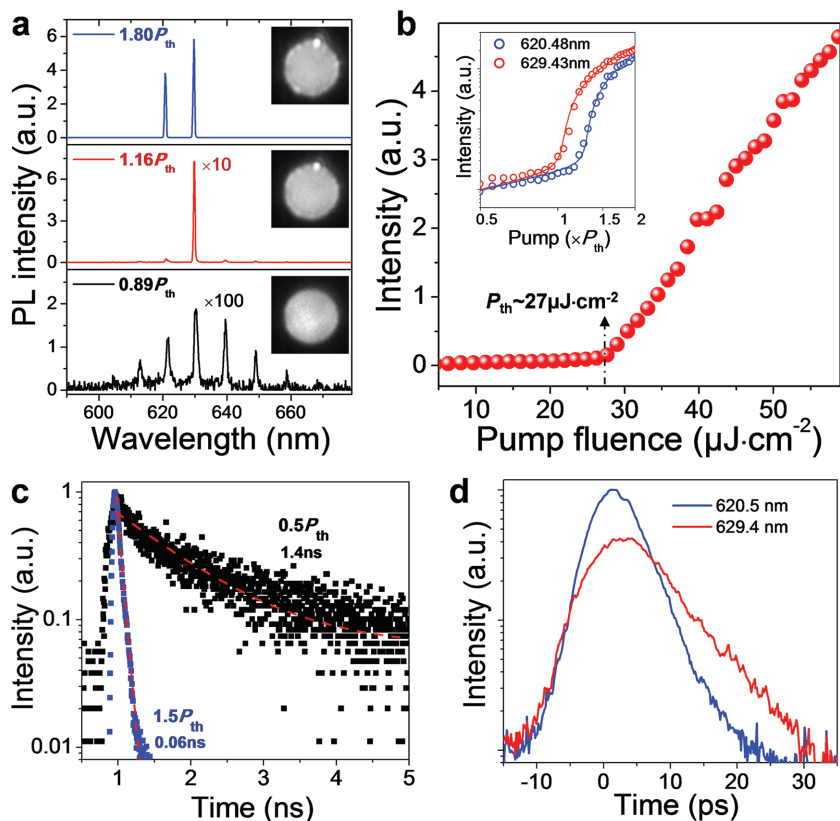 a
PL intensity (a.u.)
1.80Pth
6
4
2
0
1.16Pth
×10
6
4
2
0
0.89Pth
×100
2
1
0
600
620
640
660
Wavelength (nm)
b
Intensity (a.u.)
5
4
3
2
1
0
620.48nm
629.43nm
Intensity (a.u.)
0.5
1
1.5
2
Pump (×Pth)
Pth~27μJ·cm-2
10
20
30
40
50
Pump fluence (μJ·cm-2)
c
Intensity (a.u.)
1
0.1
0.01
0.5Pth
1.4ns
1.5Pth
0.06ns
1
2
3
4
5
Time (ns)
d
Intensity (a.u.)
620.5 nm
629.4 nm
-10
0
10
20
30
Time (ps)